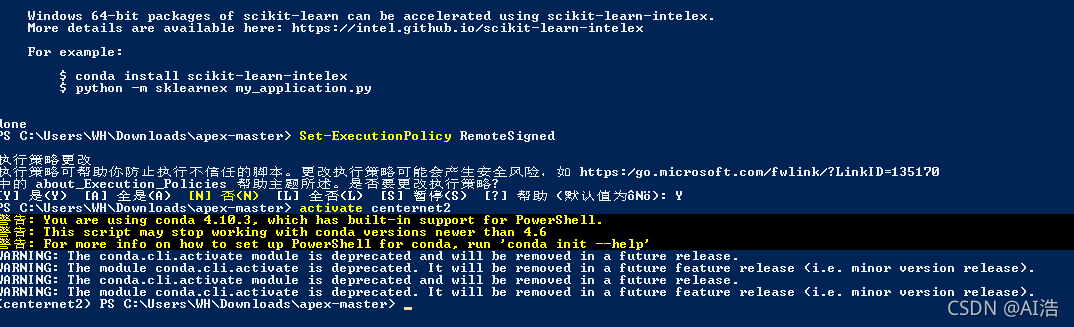 Windows 64-bit packages of scikit-learn can be accelerated using scikit-learn-intelex.
More details are available here: https://intel.github.io/scikit-learn-intelex
For example:
$ conda install scikit-learn-intelex
$ python -m sklearnex my_application.py
done
PS C:\Users\WH\Downloads\apex-master> Set-ExecutionPolicy RemoteSigned
执行策略更改
执行策略可帮助你防止执行不信任的脚本。更改执行策略可能会产生安全风险，如 https:/go.microsoft.com/fwlink/?LinkID=135170
中的 about_Execution_Policies 帮助主题所述。是否要更改执行策略?
[Y] 是(Y)  [A] 全是(A)  [N] 否(N)  [L] 全否(L)  [S] 暂停(S)  [?] 帮助 (默认值为“N”): Y
PS C:\Users\WH\Downloads\apex-master> activate centernet2
警告: You are using conda 4.10.3, which has built-in support for PowerShell.
警告: This script may stop working with conda versions newer than 4.6
警告: For more info on how to set up PowerShell for conda, run 'conda init --help'
WARNING: The conda.cli.activate module is deprecated and will be removed in a future release.
WARNING: The module conda.cli.activate is deprecated. It will be removed in a future feature release (i.e. minor version release).
WARNING: The conda.cli.activate module is deprecated and will be removed in a future release.
WARNING: The module conda.cli.activate is deprecated. It will be removed in a future feature release (i.e. minor version release).
(centernet2) PS C:\Users\WH\Downloads\apex-master> _
CSDN @AI浩